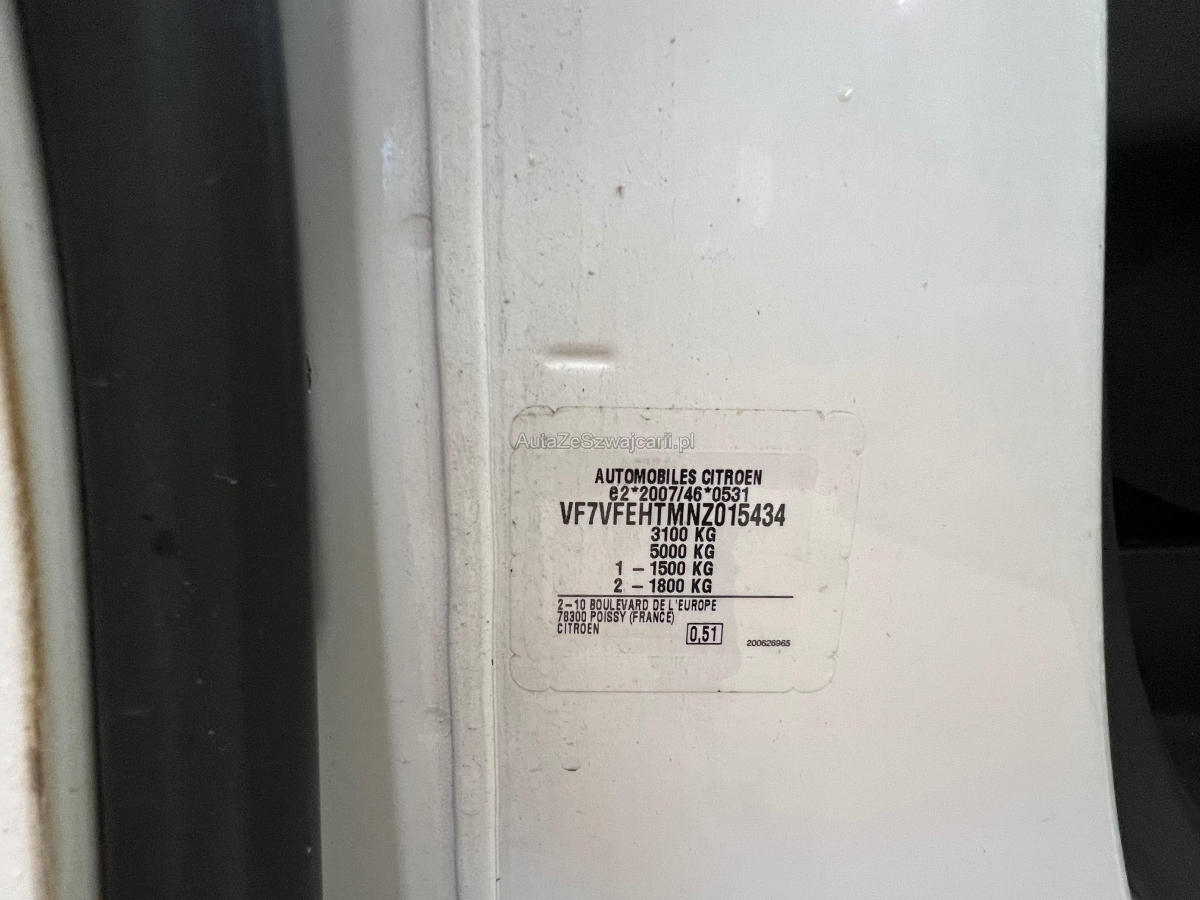 AutaZeSzwajcarii.pl
AUTOMOBILES CITROEN
e2*2007/46*0531
VF7VFEHTMNZ015434
3100 KG
5000 KG
1 - 1500 KG
2 - 1800 KG
2-10 BOULEVARD DE L'EUROPE
78300 POISSY (FRANCE)
CITROEN
0,51
200626965